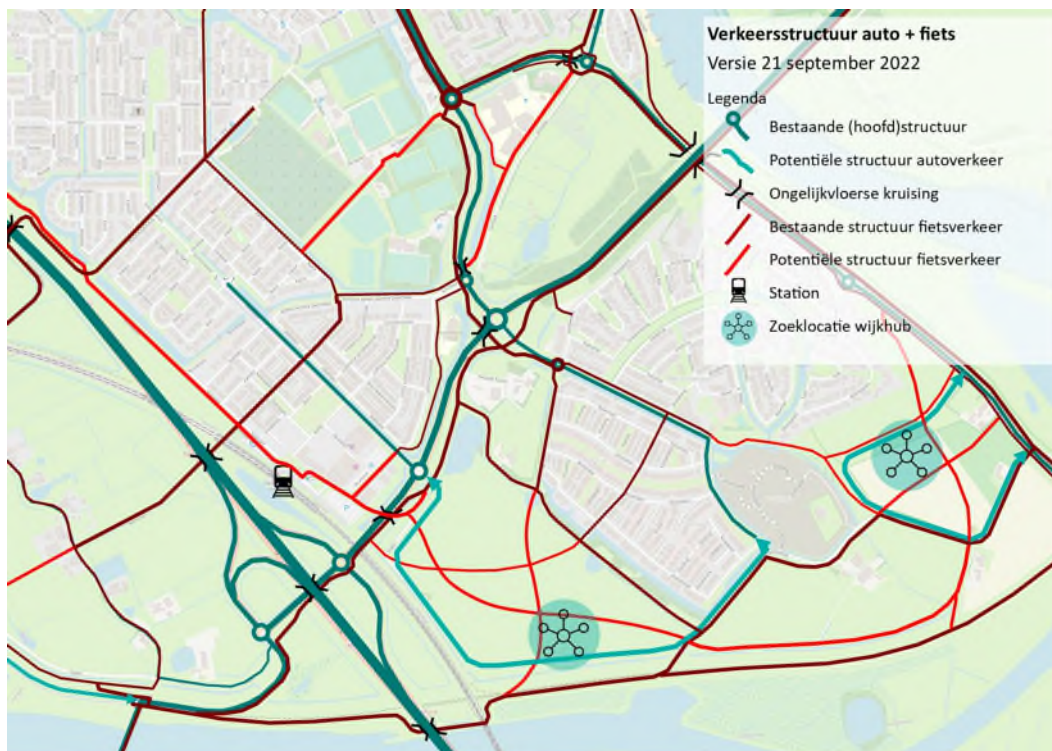 Verkeersstructuur auto + fiets
Versie 21 september 2022
Legenda
Bestaande (hoofd)structuur
Potentiële structuur autoverkeer
Ongelijkvloerse kruising
Bestaande structuur fietsverkeer
Potentiële structuur fietsverkeer
Station
Zoeklocatie wijkhub
P